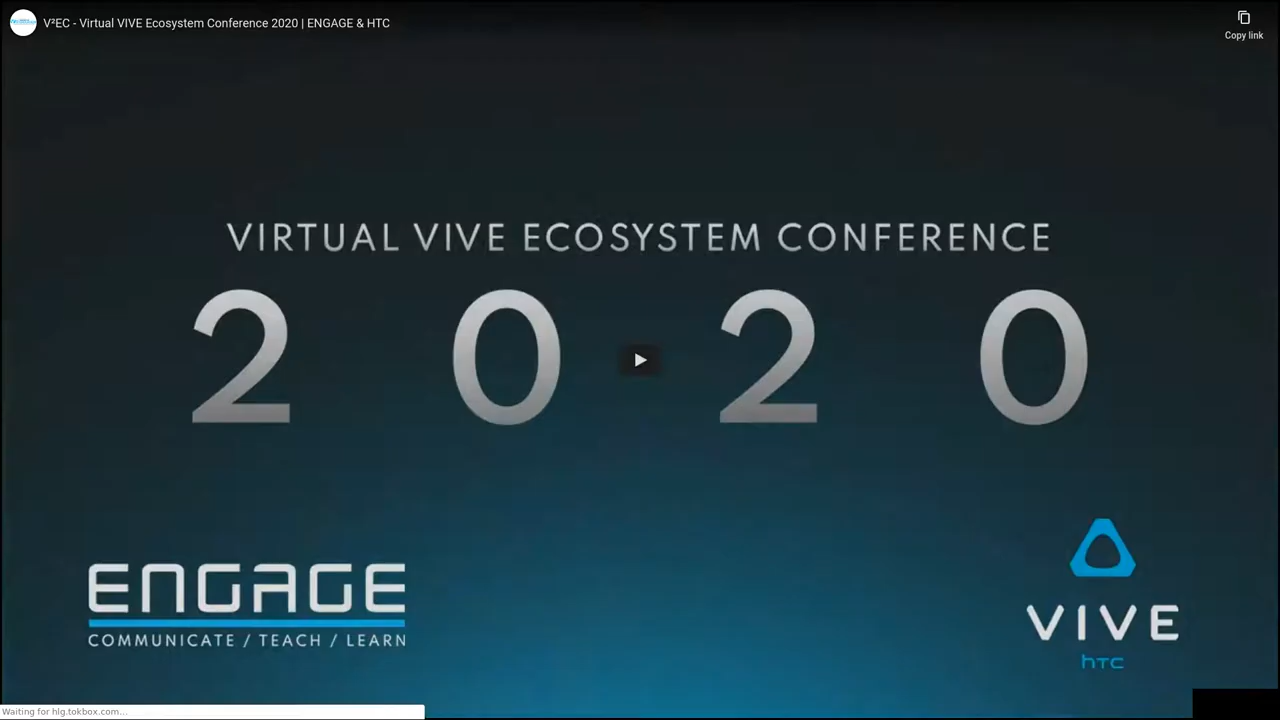 V²EC - Virtual VIVE Ecosystem Conference 2020 | ENGAGE & HTC
Copy link
VIRTUAL VIVE ECOSYSTEM CONFERENCE
2020
ENGAGE
COMMUNICATE / TEACH / LEARN
VIVE
hTC
Waiting for hlg.tokbox.com...